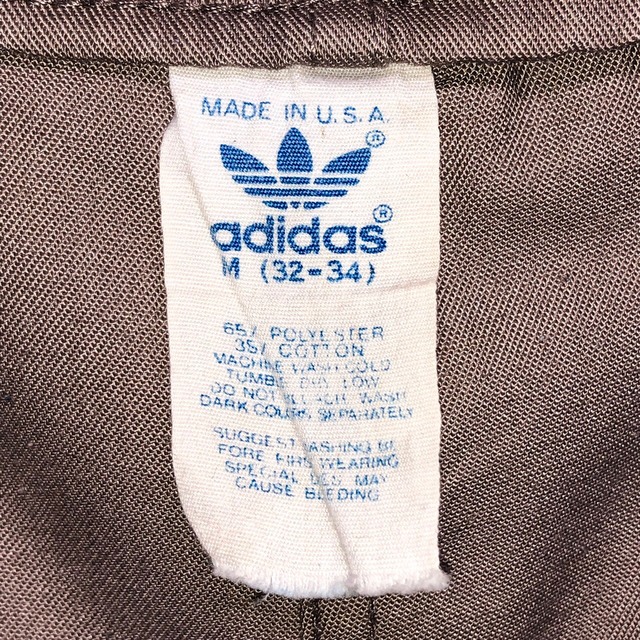 MADE IN U.S.A.
®
adidas®
M (32-34)
65% POLYESTER
35% COTTON
MACHINE WASH COLD
TUMBLE DRY LOW
DO NOT BLEACH WASH
DARK COLORS SEPARATELY
SUGGEST WASHING BE
FORE FIRST WEARING
SPECIAL DYES MAY
CAUSE BLEEDING